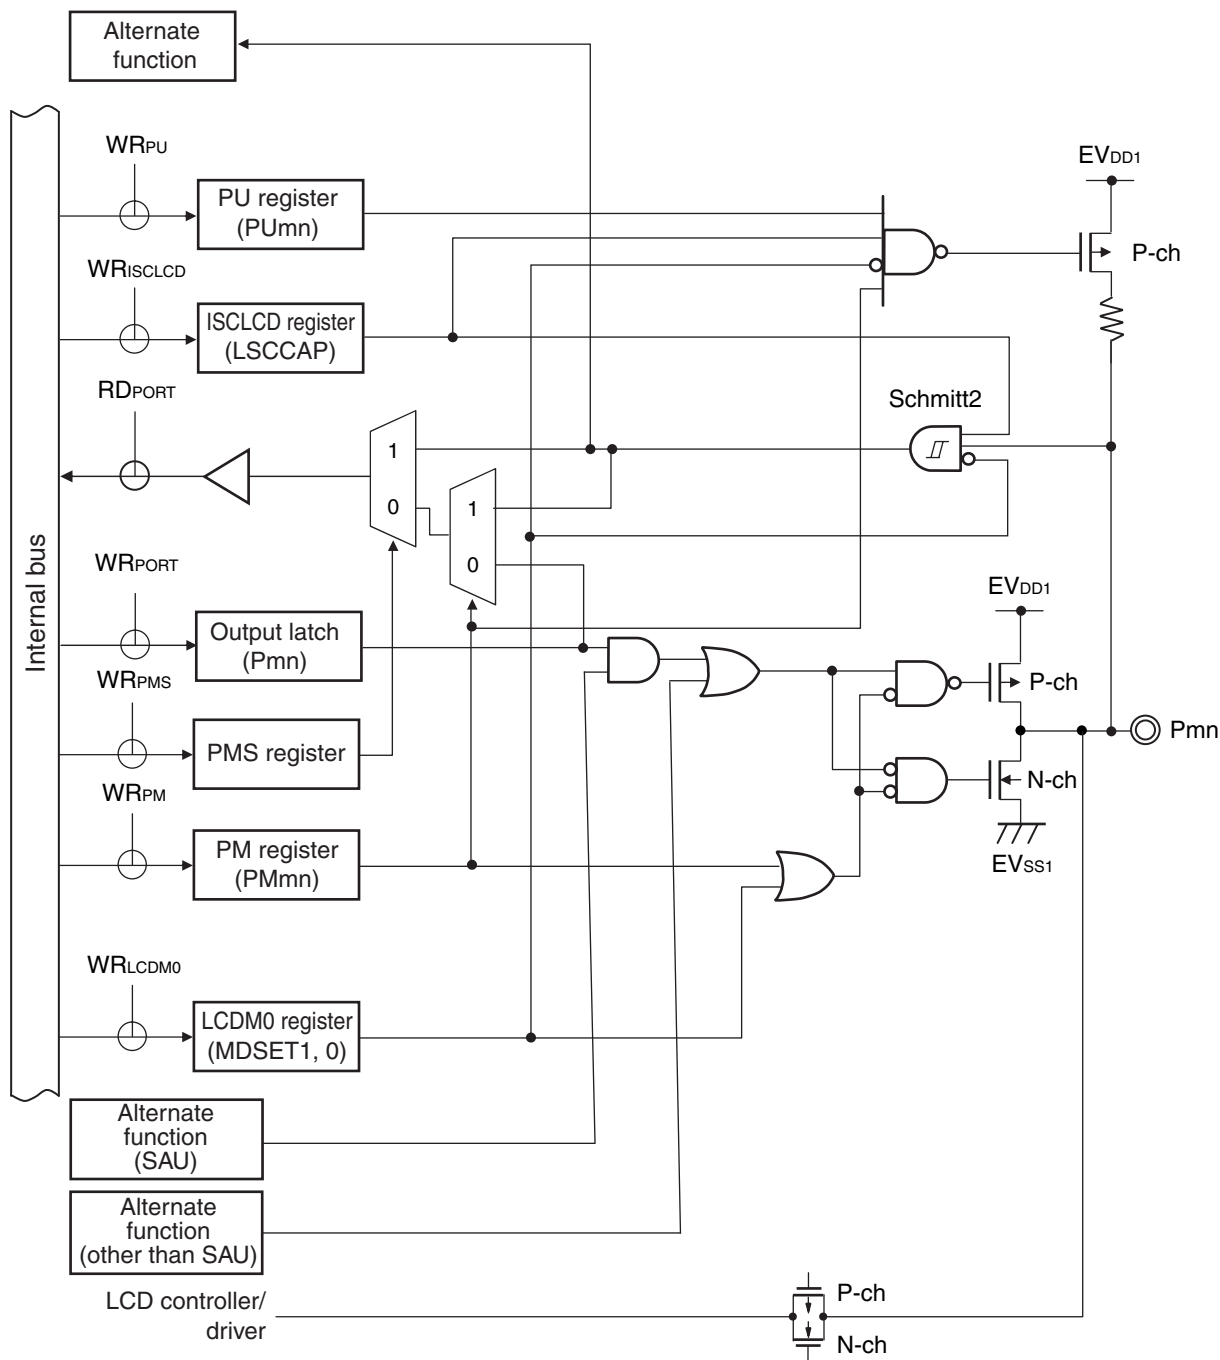 Alternate
function
WRPU
PU register
(PUmn)
EVDD1
P-ch
WRISCLCD
ISCLCD register
(LSCCAP)
RDPORT
Schmitt2
1
0
1
0
Internal bus
WRPORT
Output latch
(Pmn)
EVDD1
P-ch
Pmn
WRPMS
PMS register
N-ch
EVSS1
WRPM
PM register
(PMmn)
WRLCDM0
LCDM0 register
(MDSET1, 0)
Alternate
function
(SAU)
Alternate
function
(other than SAU)
LCD controller/
driver
P-ch
N-ch